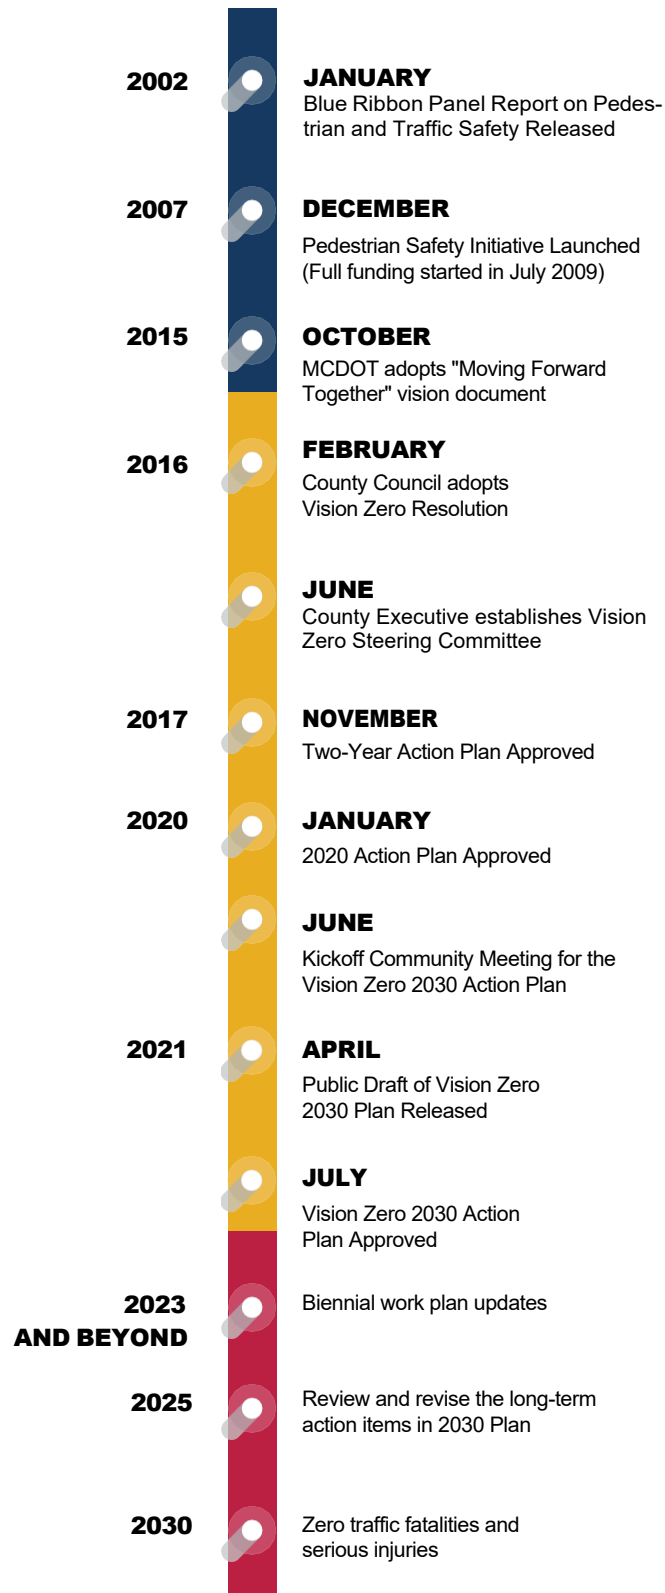 2002
JANUARY
Blue Ribbon Panel Report on Pedes-
trian and Traffic Safety Released
2007
DECEMBER
Pedestrian Safety Initiative Launched
(Full funding started in July 2009)
2015
OCTOBER
MCDOT adopts "Moving Forward
Together" vision document
2016
FEBRUARY
County Council adopts
Vision Zero Resolution
JUNE
County Executive establishes Vision
Zero Steering Committee
2017
NOVEMBER
Two-Year Action Plan Approved
2020
JANUARY
2020 Action Plan Approved
JUNE
Kickoff Community Meeting for the
Vision Zero 2030 Action Plan
2021
APRIL
Public Draft of Vision Zero
2030 Plan Released
JULY
Vision Zero 2030 Action
Plan Approved
2023
AND BEYOND
Biennial work plan updates
2025
Review and revise the long-term
action items in 2030 Plan
2030
Zero traffic fatalities and
serious injuries